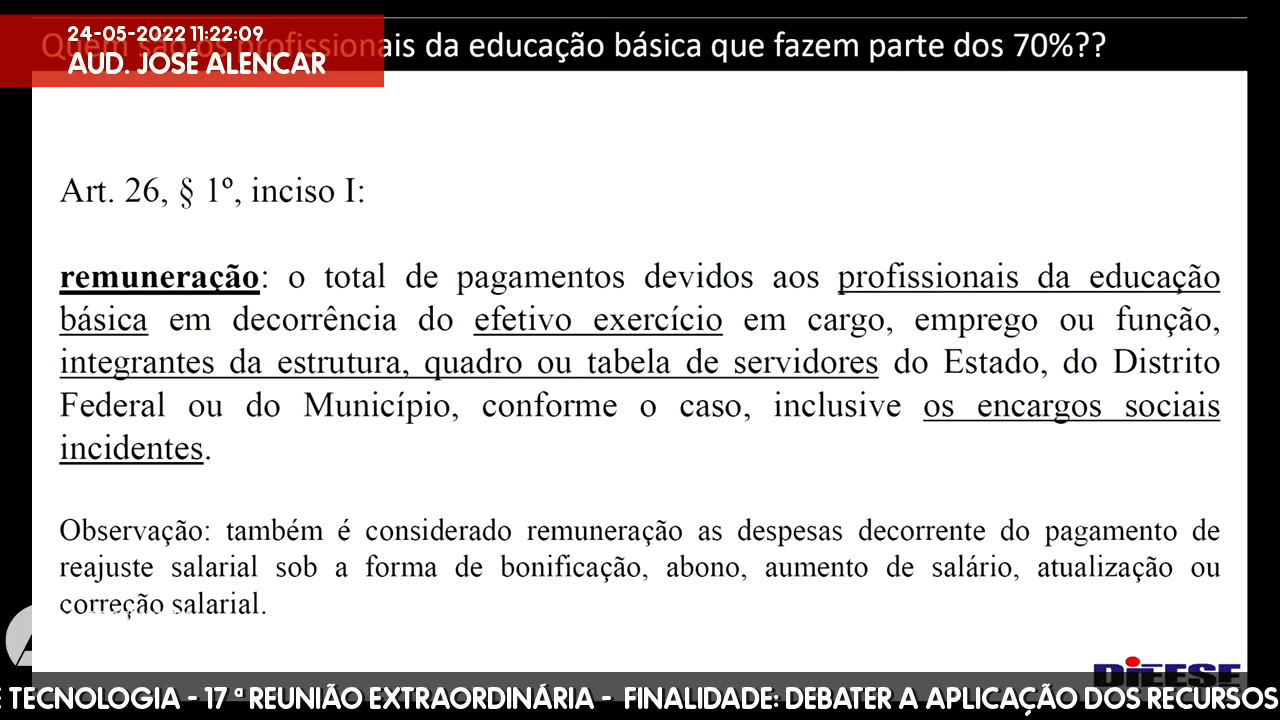 24-05-2022 11:22:09
AUD. JOSÉ ALENCAR
Quem são os profissionais da educação básica que fazem parte dos 70%??
Art. 26, § 1º, inciso I:
remuneração: o total de pagamentos devidos aos profissionais da educação
básica em decorrência do efetivo exercício em cargo, emprego ou função,
integrantes da estrutura, quadro ou tabela de servidores do Estado, do Distrito
Federal ou do Município, conforme o caso, inclusive os encargos sociais
incidentes.
Observação: também é considerado remuneração as despesas decorrente do pagamento de
reajuste salarial sob a forma de bonificação, abono, aumento de salário, atualização ou
correção salarial.
DIEESE
E TECNOLOGIA - 17ª REUNIÃO EXTRAORDINÁRIA - FINALIDADE: DEBATER A APLICAÇÃO DOS RECURSOS